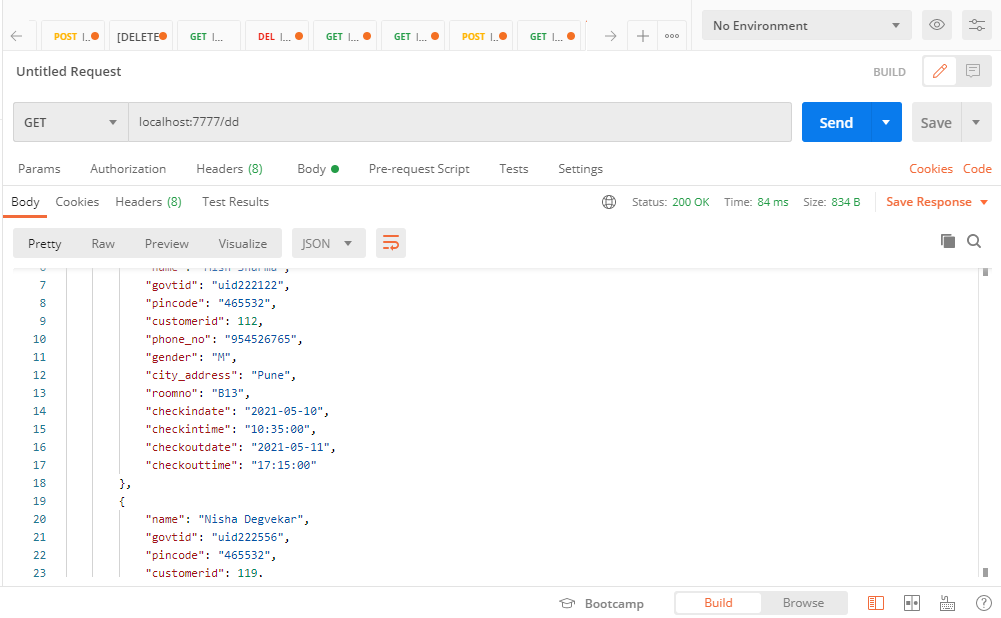 POST l.. [DELETE GET l... DEL l... GET l... GET l... POST l... GET l... No Environment
Untitled Request BUILD
GET localhost:7777/dd Send Save
Params Authorization Headers (8) Body Pre-request Script Tests Settings Cookies Code
Body Cookies Headers (8) Test Results Status: 200 OK Time: 84 ms Size: 834 B Save Response
Pretty Raw Preview Visualize JSON
6 "name": "Mish Sharma",
7 "govtid": "uid222122",
8 "pincode": "465532",
9 "customerid": 112,
10 "phone_no": "954526765",
11 "gender": "M",
12 "city_address": "Pune",
13 "roomno": "B13",
14 "checkindate": "2021-05-10",
15 "checkintime": "10:35:00",
16 "checkoutdate": "2021-05-11",
17 "checkouttime": "17:15:00"
18 },
19 {
20 "name": "Nisha Degvekar",
21 "govtid": "uid222556",
22 "pincode": "465532",
23 "customerid": 119.
Bootcamp Build Browse